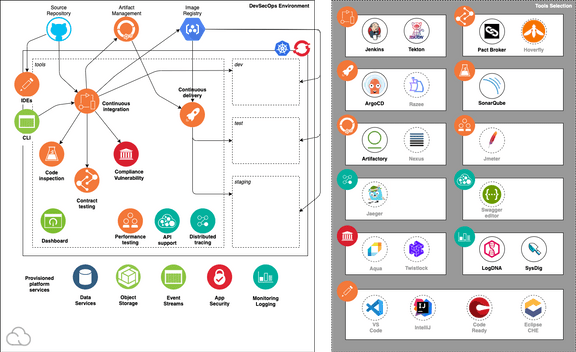 Source
Repository
Artifact
Management
Image
Registry
DevSecOps Environment
tools
IDEs
CLI
Continuous
integration
Continuous
delivery
dev
test
staging
Code
inspection
Contract
testing
Compliance
Vulnerability
Dashboard
Performance
testing
API
support
Distributed
tracing
Provisioned
platform
services
Data
Services
Object
Storage
Event
Streams
App
Security
Monitoring
Logging
Tools Selection
Jenkins
Tekton
Pact Broker
Hoverfly
ArgoCD
Razee
SonarQube
Artifactory
Nexus
Jmeter
Jaeger
Swagger
editor
Aqua
Twistlock
LogDNA
SysDig
VS
Code
IntelliJ
Code
Ready
Eclipse
CHE